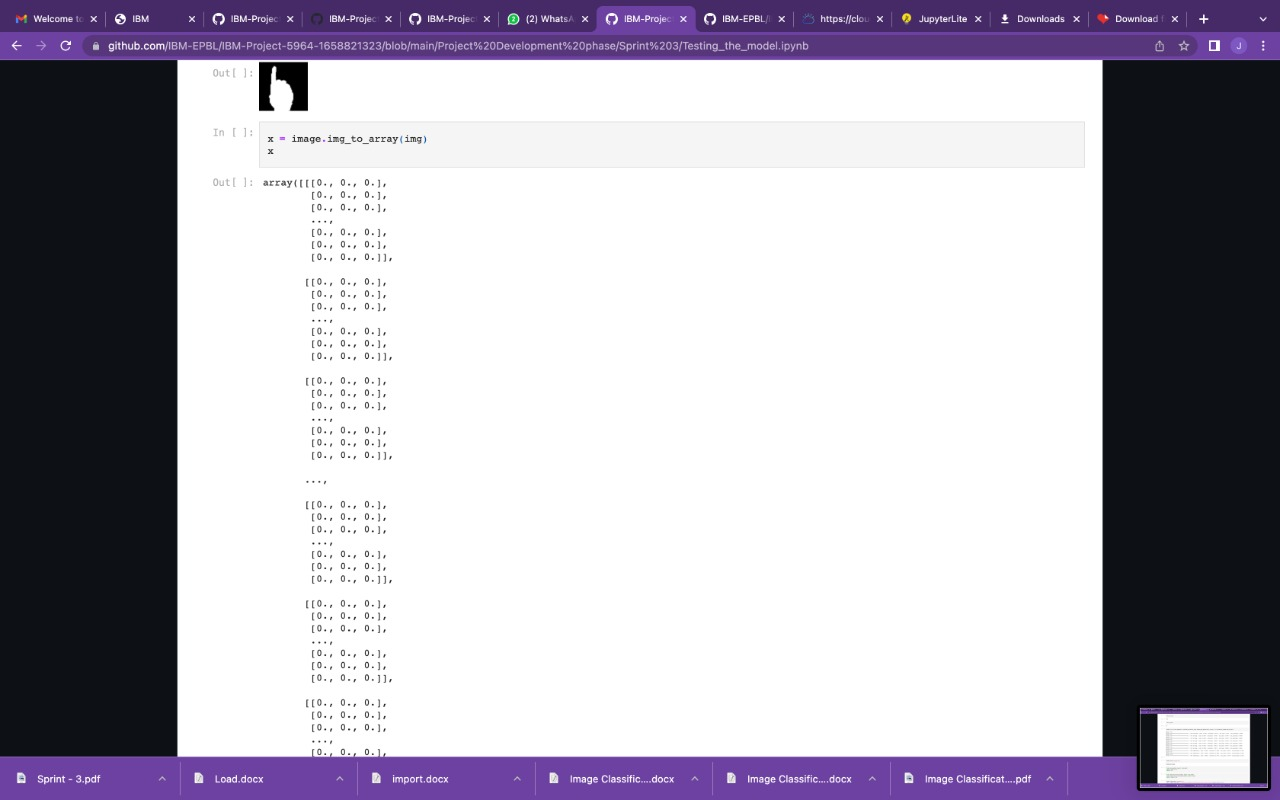 Welcome to
IBM
IBM-Projec
IBM-Projec
IBM-Projec
(2) WhatsA
IBM-Projec
IBM-EPBL/I
https://clou
JupyterLite
Downloads
Download f
github.com/IBM-EPBL/IBM-Project-5964-1658821323/blob/main/Project%20Development%20phase/Sprint%203/Testing_the_model.ipynb
J
Out[ ]:
In [ ]:
x = image.img_to_array(img)
x
Out[ ]: array([[[0., 0., 0.],
[0., 0., 0.],
[0., 0., 0.],
...,
[0., 0., 0.],
[0., 0., 0.],
[0., 0., 0.]],
[[0., 0., 0.],
[0., 0., 0.],
[0., 0., 0.],
...,
[0., 0., 0.],
[0., 0., 0.],
[0., 0., 0.]],
[[0., 0., 0.],
[0., 0., 0.],
[0., 0., 0.],
...,
[0., 0., 0.],
[0., 0., 0.],
[0., 0., 0.]],
...,
[[0., 0., 0.],
[0., 0., 0.],
[0., 0., 0.],
...,
[0., 0., 0.],
[0., 0., 0.],
[0., 0., 0.]],
[[0., 0., 0.],
[0., 0., 0.],
[0., 0., 0.],
...,
[0., 0., 0.],
[0., 0., 0.],
[0., 0., 0.]],
[[0., 0., 0.],
[0., 0., 0.],
[0., 0., 0.],
...,
[0., 0., 0.],
Sprint - 3.pdf
Load.docx
import.docx
Image Classific....docx
Image Classific....docx
Image Classificat....pdf